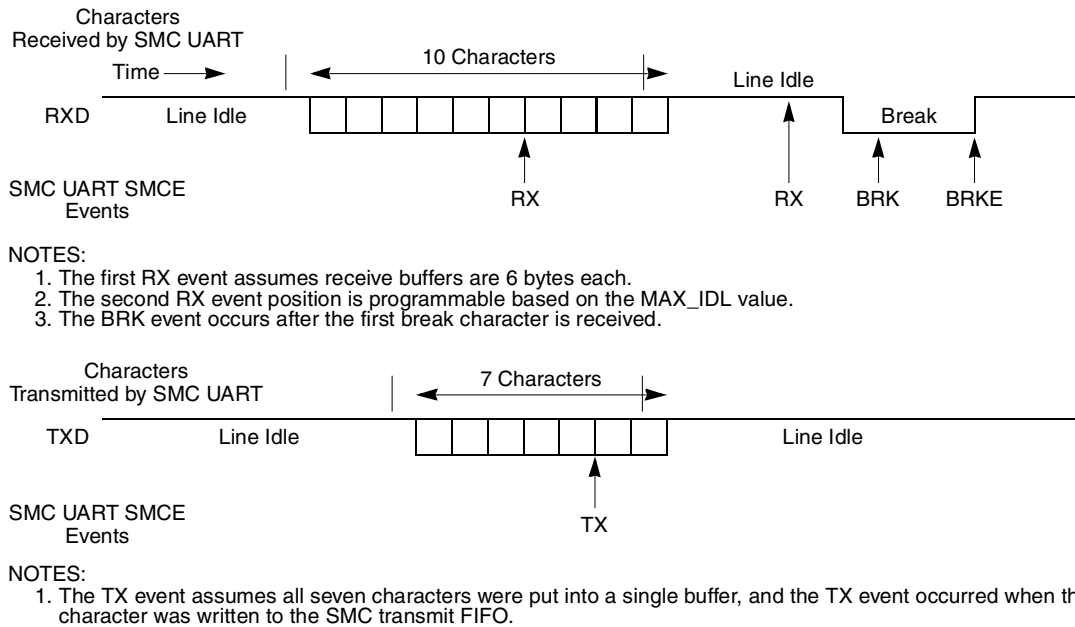 Characters
Received by SMC UART
10 Characters
Time
Line Idle
RXD
Line Idle
Break
SMC UART SMCE
Events
RX
RX
BRK
BRKE
NOTES:
1. The first RX event assumes receive buffers are 6 bytes each.
2. The second RX event position is programmable based on the MAX_IDL value.
3. The BRK event occurs after the first break character is received.
Characters
Transmitted by SMC UART
7 Characters
TXD
Line Idle
Line Idle
SMC UART SMCE
Events
TX
NOTES:
1. The TX event assumes all seven characters were put into a single buffer, and the TX event occurred when th
character was written to the SMC transmit FIFO.